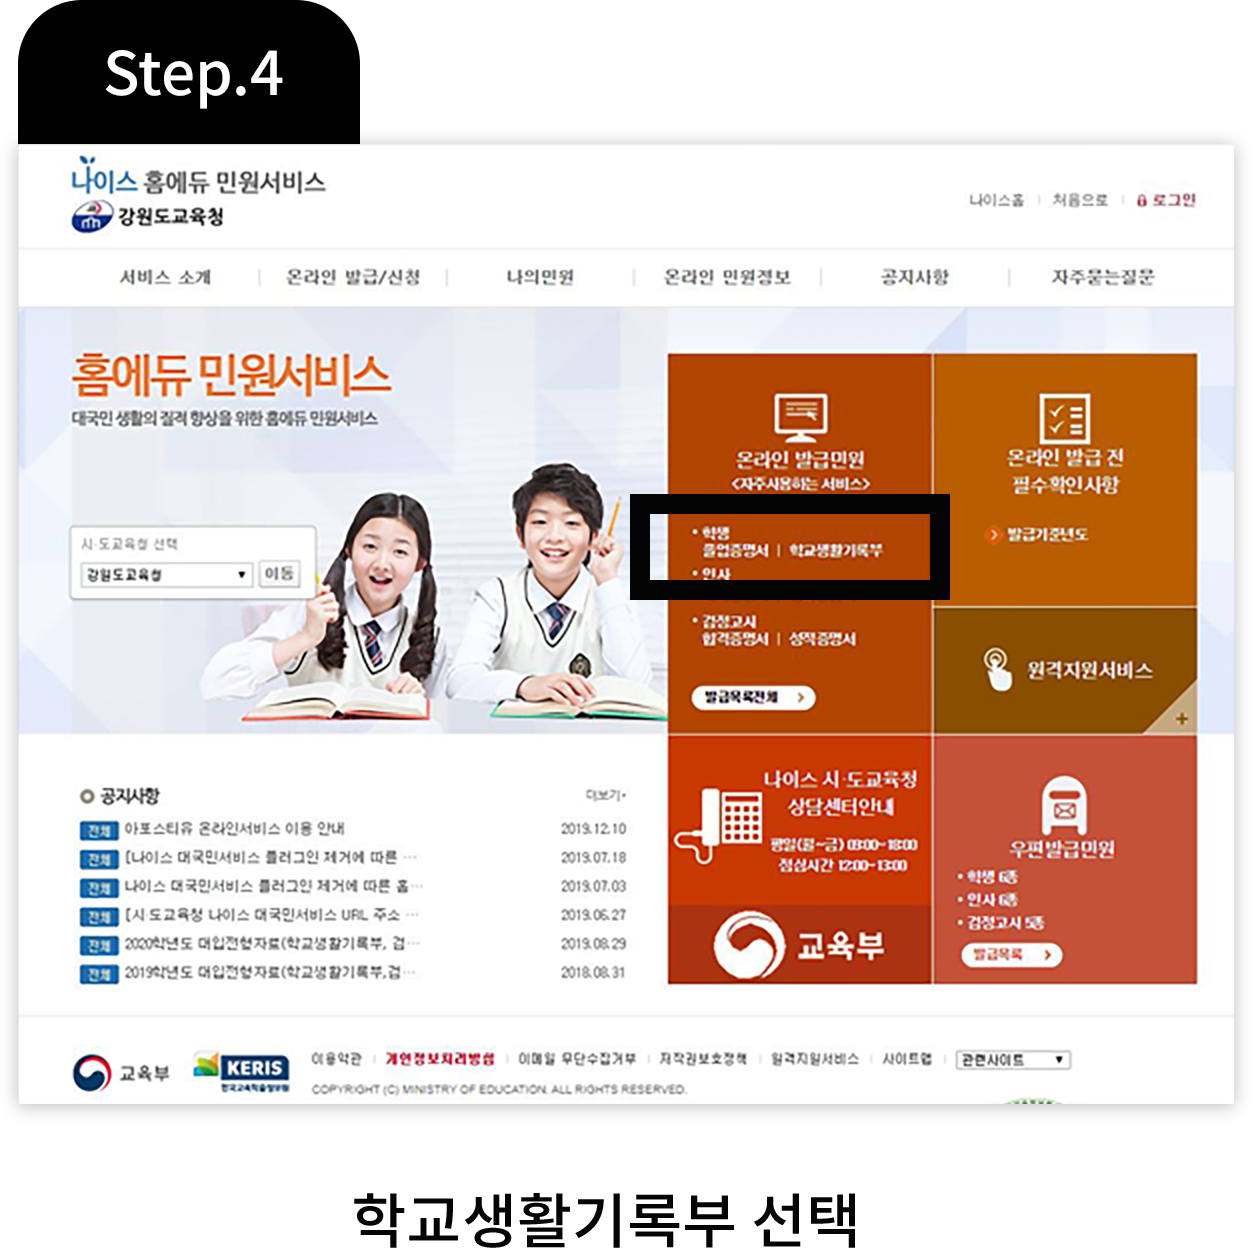 Step.4
나이스 홈에듀 민원서비스
강원도교육청
나이스홈 | 처음으로 | 로그인
서비스 소개 | 온라인 발급/신청 | 나의민원 | 온라인 민원정보 | 공지사항 | 자주묻는질문
홈에듀 민원서비스
대국민 생활의 질적 향상을 위한 홈에듀 민원서비스
시·도교육청 선택
강원도교육청 ▼ 이동
온라인 발급민원
<자주사용하는 서비스>
• 학생
졸업증명서 | 학교생활기록부
• 인사
• 검정고시
합격증명서 | 성적증명서
발급목록전체 >
온라인 발급 전
필수확인사항
발급기준년도
원격지원서비스
+
나이스 시·도교육청
상담센터안내
평일(월~금) 09:00~18:00
점심시간 12:00~13:00
교육부
우편발급민원
• 학생 6종
• 인사 6종
• 검정고시 5종
발급목록 >
공지사항 더보기+
전체 아포스티유 온라인서비스 이용 안내 2019.12.10
전체 [나이스 대국민서비스 플러그인 제거에 따른 ··· 2019.07.18
전체 나이스 대국민서비스 플러그인 제거에 따른 홈··· 2019.07.03
전체 [시·도교육청 나이스 대국민서비스 URL 주소 ··· 2019.06.27
전체 2020학년도 대입전형자료(학교생활기록부, 검··· 2019.08.29
전체 2019학년도 대입전형자료(학교생활기록부,검··· 2018.08.31
교육부
KERIS
한국교육학술정보원
이용약관 | 개인정보처리방침 | 이메일 무단수집거부 | 저작권보호정책 | 원격지원서비스 | 사이트맵 관련사이트 ▼
COPYRIGHT (C) MINISTRY OF EDUCATION. ALL RIGHTS RESERVED.
학교생활기록부 선택